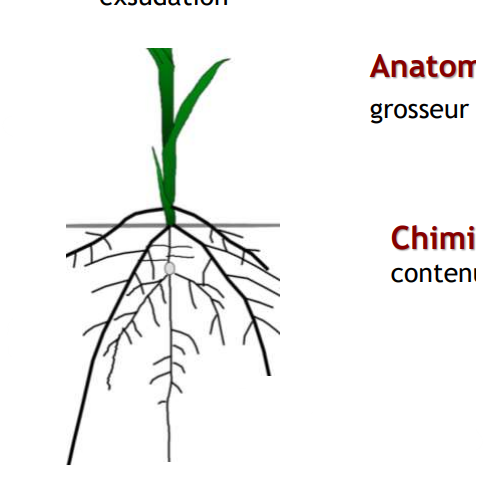 exsudation
Anatom
grosseur
Chimi
conten